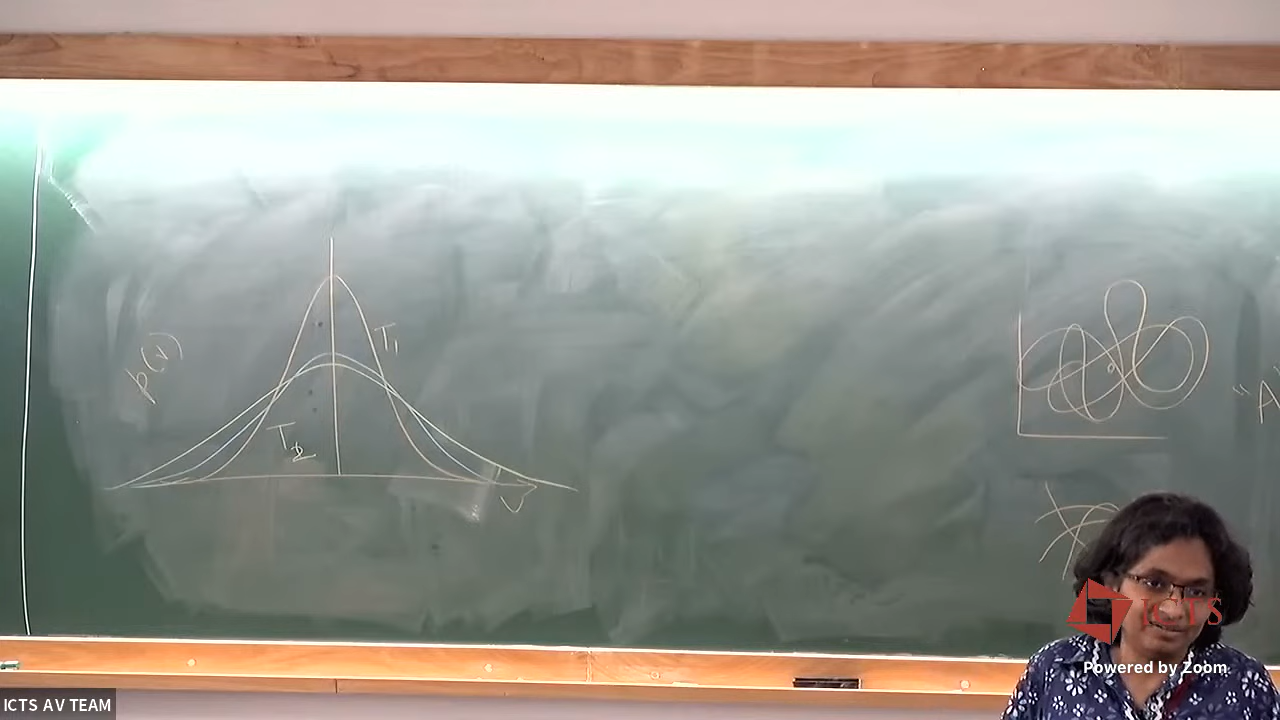 p(v)
T₁
T₂
v
"A
ICTS
Powered by Zoom
ICTS AV TEAM